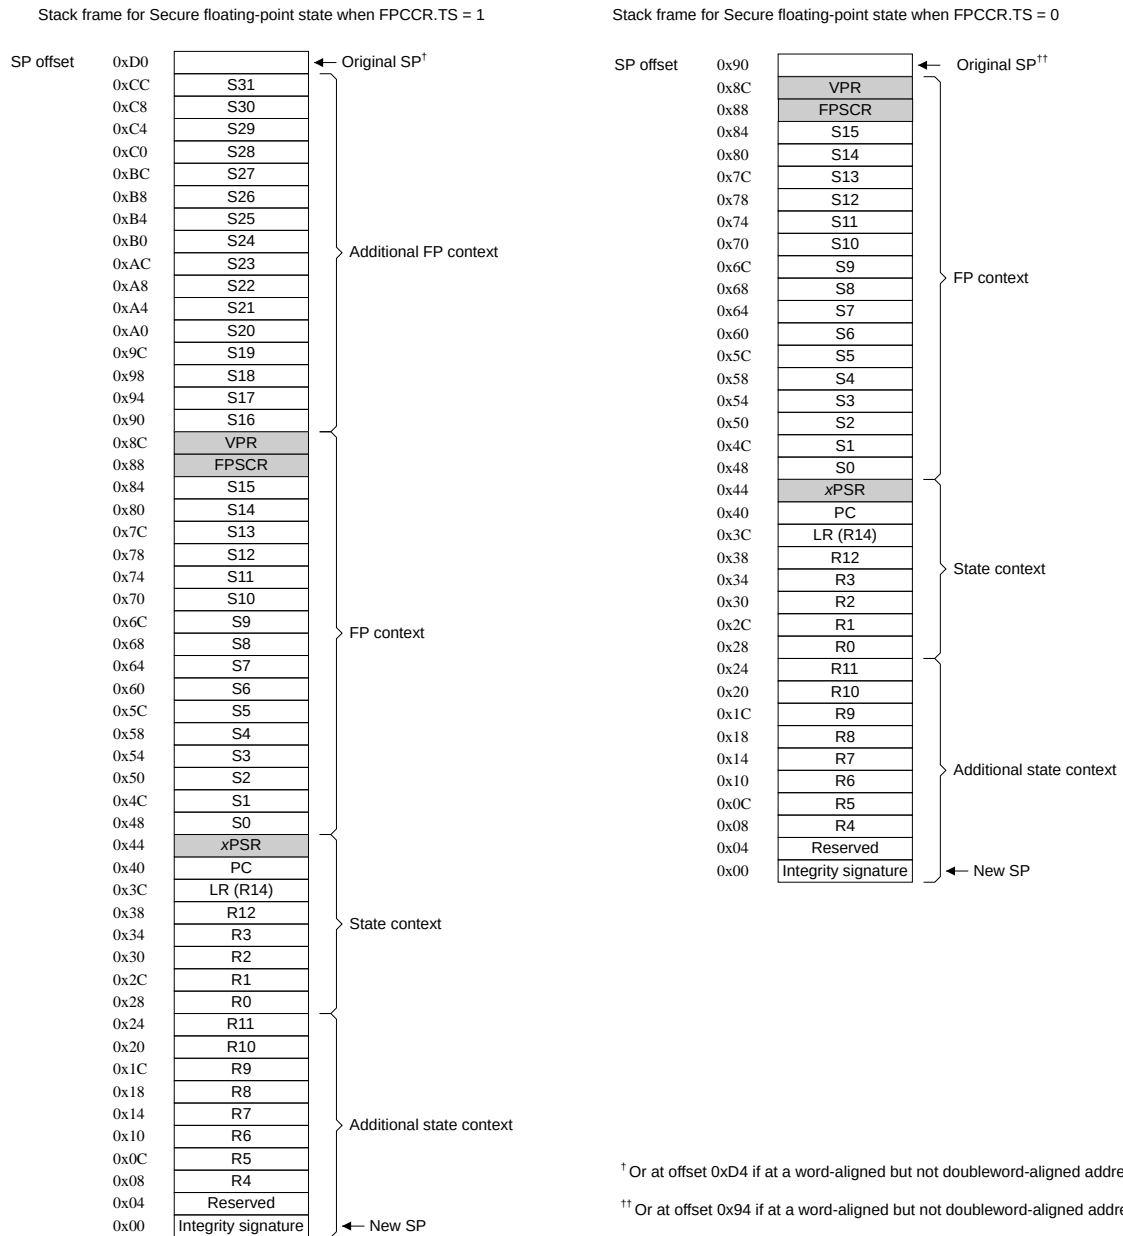 Stack frame for Secure floating-point state when FPCCR.TS = 1
SP offset 0xD0 Original SP†
0xCC S31
0xC8 S30
0xC4 S29
0xC0 S28
0xBC S27
0xB8 S26
0xB4 S25
0xB0 S24
Additional FP context
0xAC S23
0xA8 S22
0xA4 S21
0xA0 S20
0x9C S19
0x98 S18
0x94 S17
0x90 S16
0x8C VPR
0x88 FPSCR
0x84 S15
0x80 S14
0x7C S13
0x78 S12
0x74 S11
0x70 S10
0x6C S9
FP context
0x68 S8
0x64 S7
0x60 S6
0x5C S5
0x58 S4
0x54 S3
0x50 S2
0x4C S1
0x48 S0
0x44 xPSR
0x40 PC
0x3C LR (R14)
0x38 R12
State context
0x34 R3
0x30 R2
0x2C R1
0x28 R0
0x24 R11
0x20 R10
0x1C R9
0x18 R8
0x14 R7
Additional state context
0x10 R6
0x0C R5
0x08 R4
0x04 Reserved
0x00 Integrity signature New SP
Stack frame for Secure floating-point state when FPCCR.TS = 0
SP offset 0x90 Original SP††
0x8C VPR
0x88 FPSCR
0x84 S15
0x80 S14
0x7C S13
0x78 S12
0x74 S11
0x70 S10
0x6C S9
FP context
0x68 S8
0x64 S7
0x60 S6
0x5C S5
0x58 S4
0x54 S3
0x50 S2
0x4C S1
0x48 S0
0x44 xPSR
0x40 PC
0x3C LR (R14)
0x38 R12
State context
0x34 R3
0x30 R2
0x2C R1
0x28 R0
0x24 R11
0x20 R10
0x1C R9
0x18 R8
0x14 R7
Additional state context
0x10 R6
0x0C R5
0x08 R4
0x04 Reserved
0x00 Integrity signature New SP
† Or at offset 0xD4 if at a word-aligned but not doubleword-aligned addre
†† Or at offset 0x94 if at a word-aligned but not doubleword-aligned addre